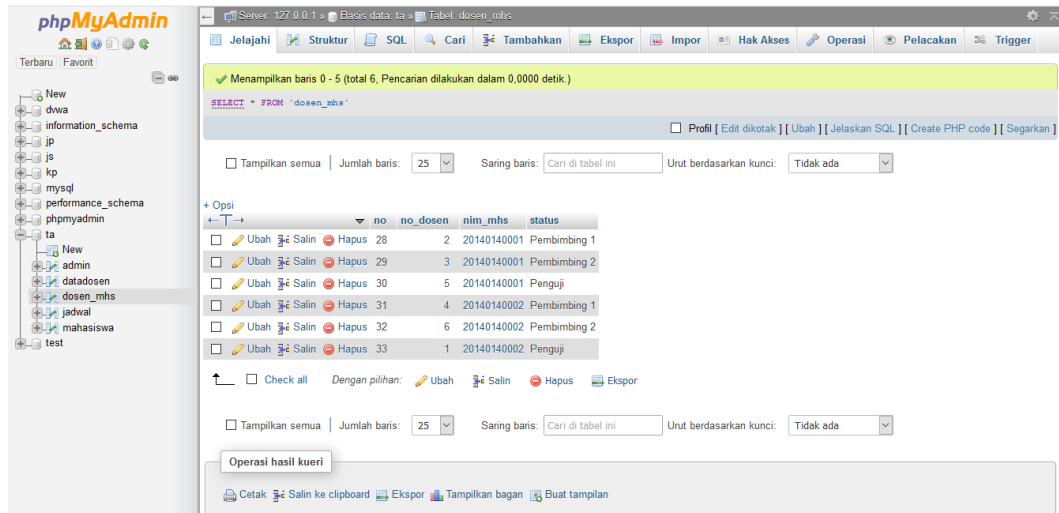 phpMyAdmin
Terbaru Favorit
New
dvwa
information_schema
jp
js
kp
mysql
performance_schema
phpmyadmin
ta
New
admin
datadosen
dosen_mhs
jadwal
mahasiswa
test
Server: 127.0.0.1 » Basis data: ta » Tabel: dosen_mhs
Jelajahi Struktur SQL Cari Tambahkan Ekspor Impor Hak Akses Operasi Pelacakan Trigger
Menampilkan baris 0 - 5 (total 6, Pencarian dilakukan dalam 0,0000 detik.)
SELECT * FROM `dosen_mhs`
Profil [ Edit dikotak ] [ Ubah ] [ Jelaskan SQL ] [ Create PHP code ] [ Segarkan ]
Tampilkan semua | Jumlah baris: 25 Saring baris: Cari di tabel ini Urut berdasarkan kunci: Tidak ada
+ Opsi
←T→ no no_dosen nim_mhs status
Ubah Salin Hapus 28 2 20140140001 Pembimbing 1
Ubah Salin Hapus 29 3 20140140001 Pembimbing 2
Ubah Salin Hapus 30 5 20140140001 Penguji
Ubah Salin Hapus 31 4 20140140002 Pembimbing 1
Ubah Salin Hapus 32 6 20140140002 Pembimbing 2
Ubah Salin Hapus 33 1 20140140002 Penguji
Check all Dengan pilihan: Ubah Salin Hapus Ekspor
Tampilkan semua | Jumlah baris: 25 Saring baris: Cari di tabel ini Urut berdasarkan kunci: Tidak ada
Operasi hasil kueri
Cetak Salin ke clipboard Ekspor Tampilkan bagan Buat tampilan